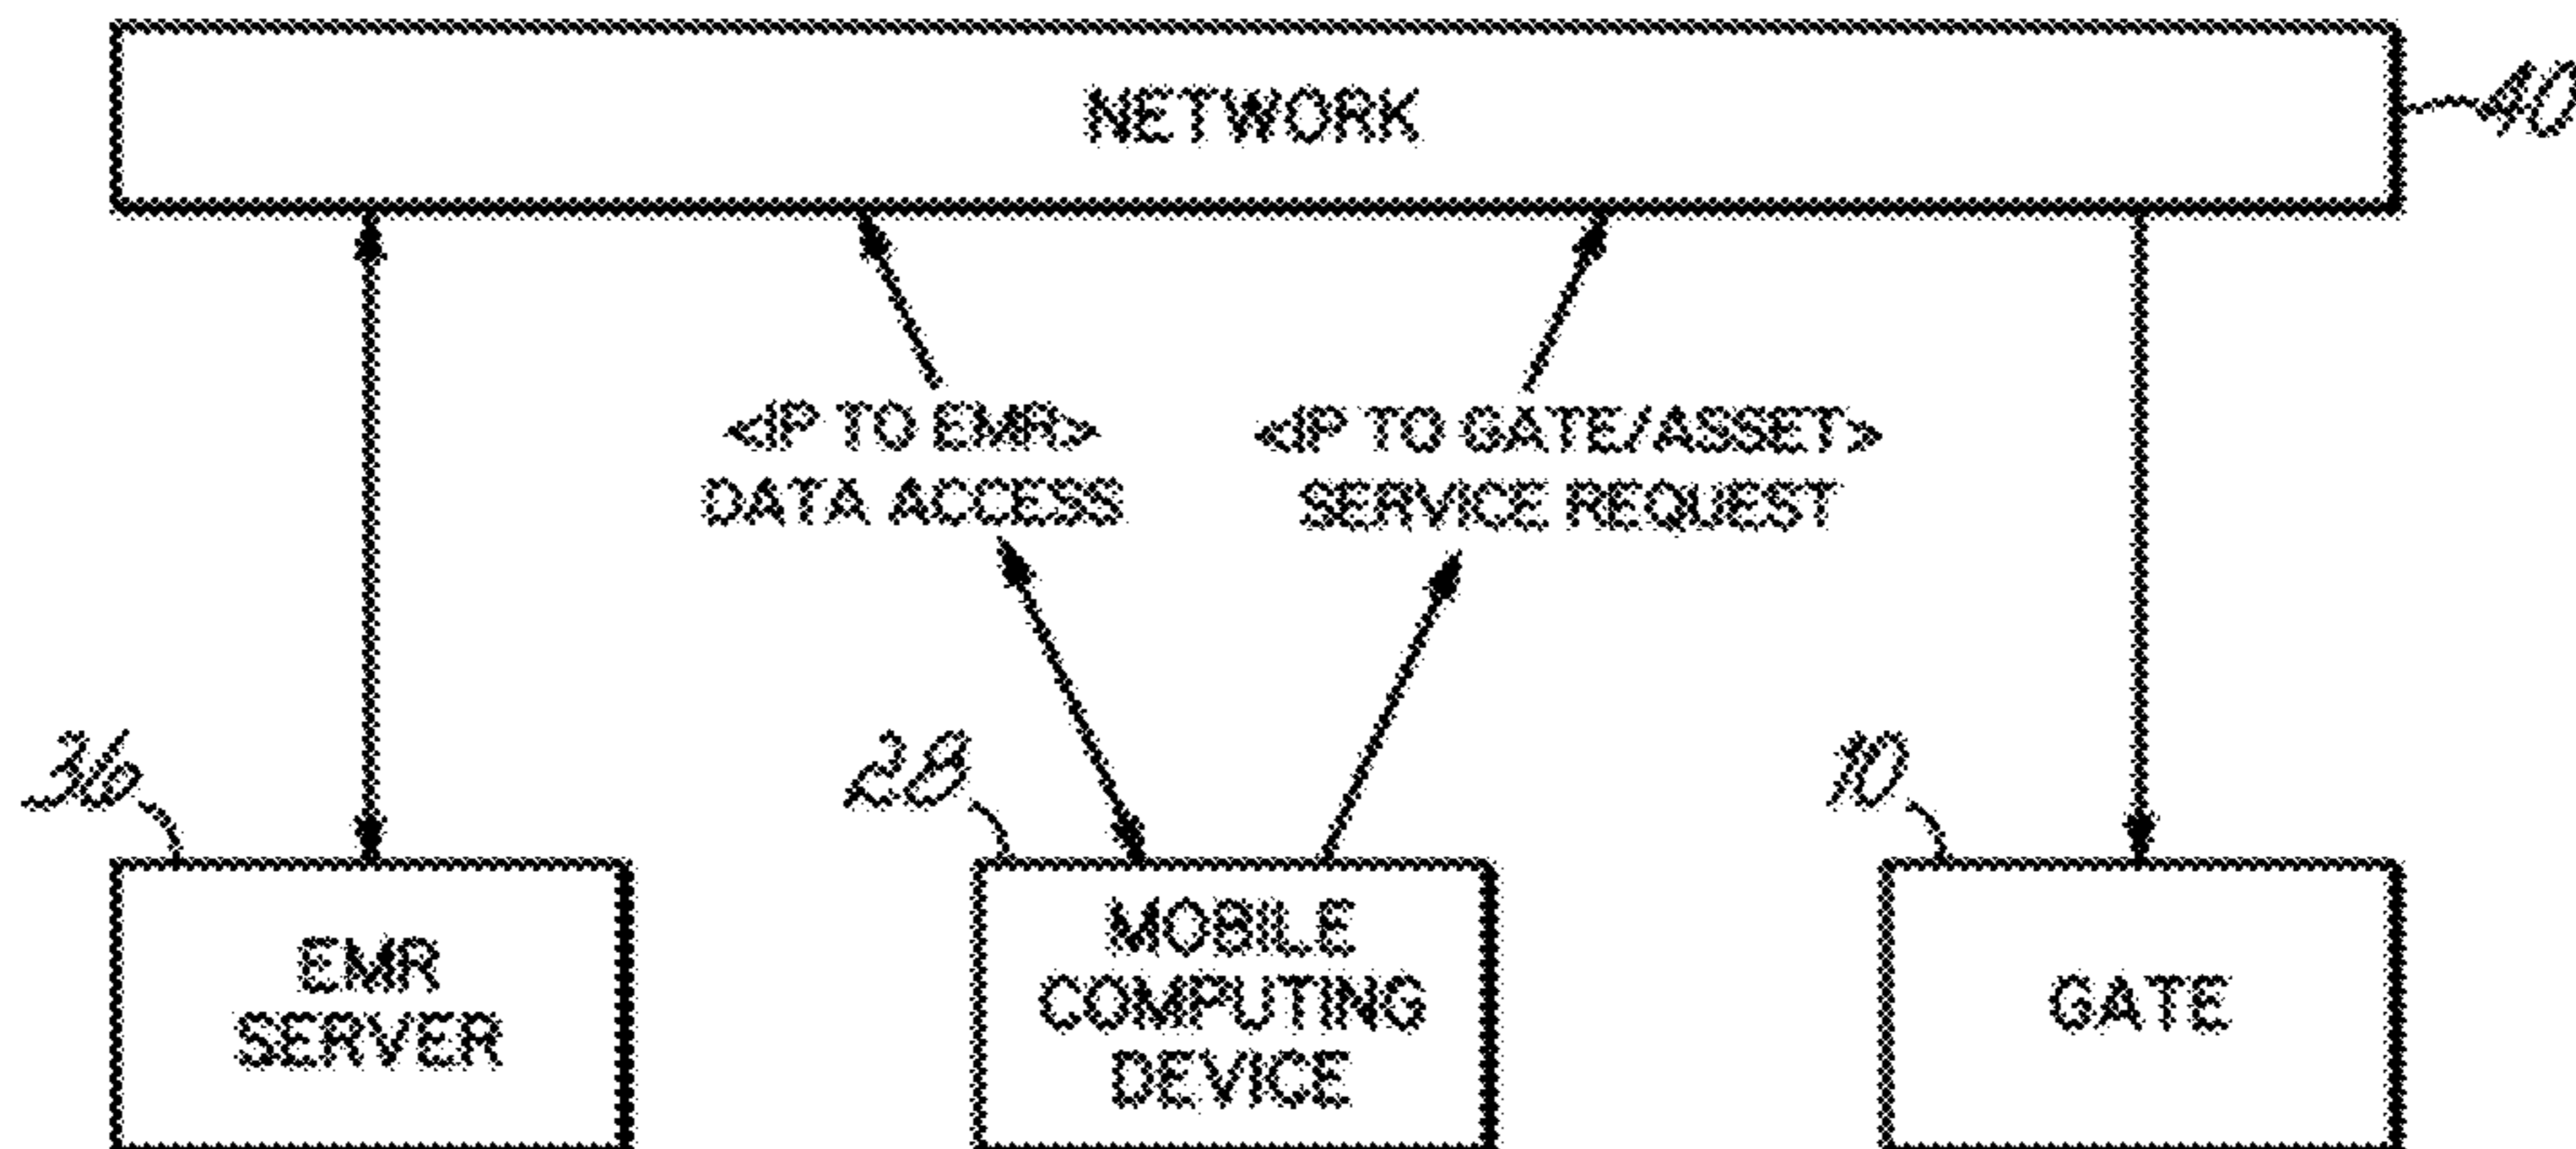 NETWORK
40
<IP TO EMR>
DATA ACCESS
<IP TO GATE/ASSET>
SERVICE REQUEST
36
28
10
EMR
SERVER
MOBILE
COMPUTING
DEVICE
GATE